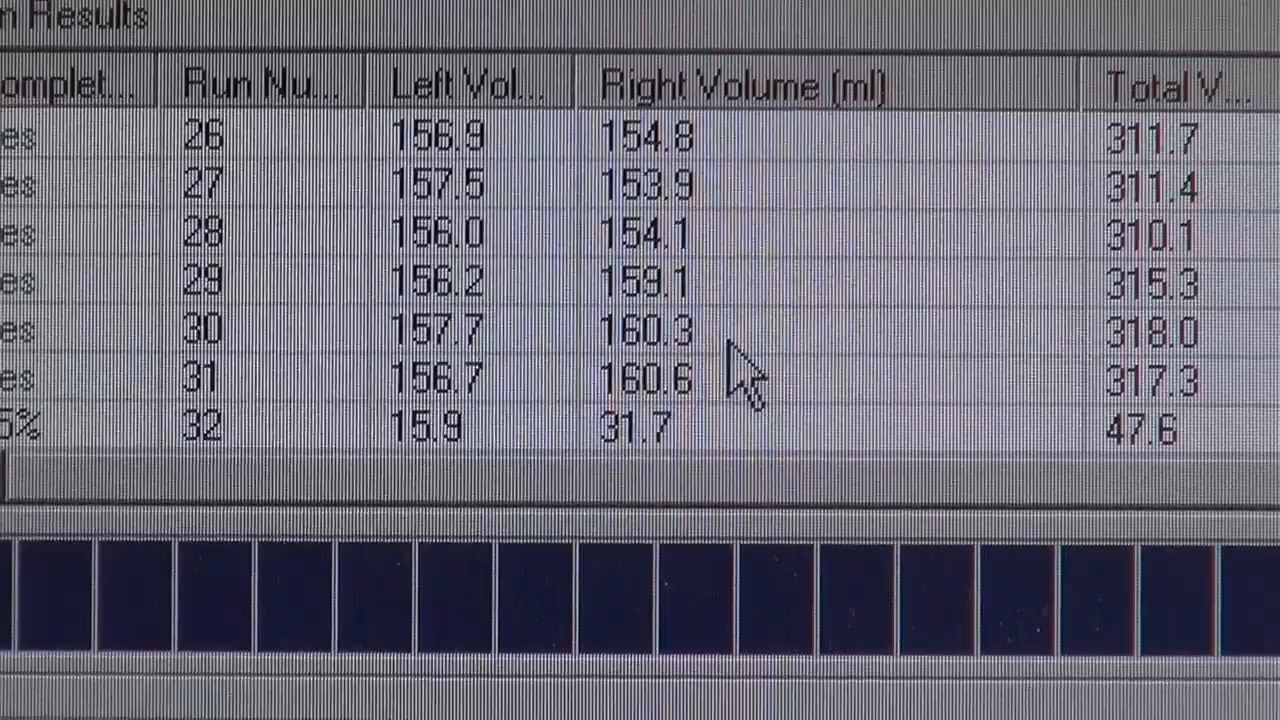 n Results
omplet... Run Nu... Left Vol... Right Volume (ml) Total V...
es 26 156.9 154.8 311.7
es 27 157.5 153.9 311.4
es 28 156.0 154.1 310.1
es 29 156.2 159.1 315.3
es 30 157.7 160.3 318.0
es 31 156.7 160.6 317.3
5% 32 15.9 31.7 47.6